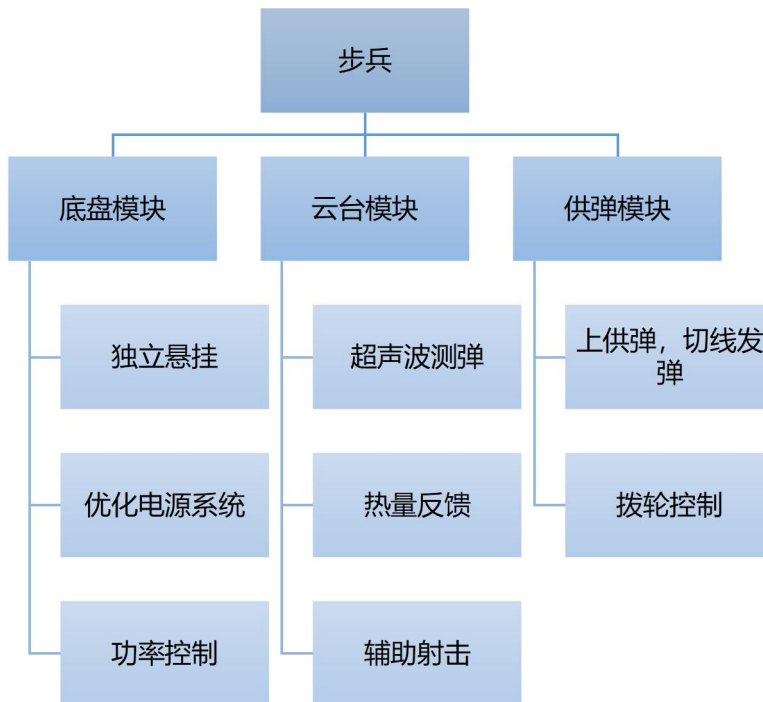 步兵
底盘模块
云台模块
供弹模块
独立悬挂
超声波测弹
上供弹，切线发
弹
优化电源系统
热量反馈
拨轮控制
功率控制
辅助射击